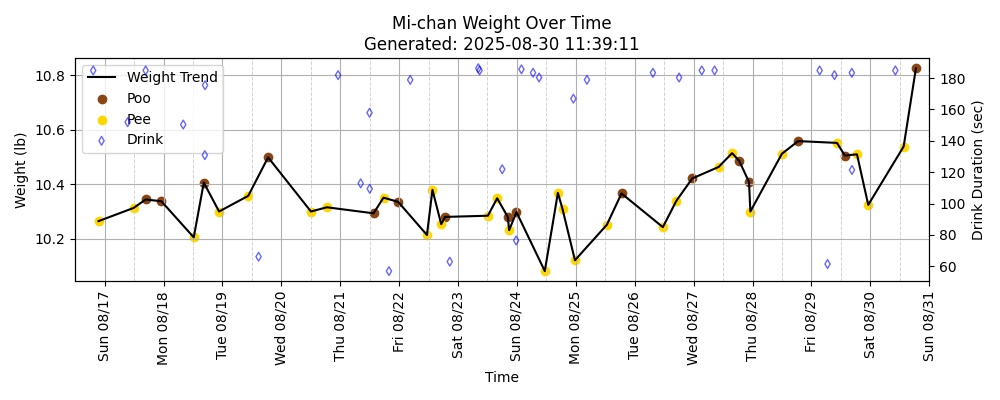 Mi-chan Weight Over Time
Generated: 2025-08-30 11:39:11
Weight (lb)
10.8
10.6
10.4
10.2
Weight Trend
Poo
Pee
Drink
180
160
140
120
100
80
60
Drink Duration (sec)
Sun 08/17
Mon 08/18
Tue 08/19
Wed 08/20
Thu 08/21
Fri 08/22
Sat 08/23
Sun 08/24
Mon 08/25
Tue 08/26
Wed 08/27
Thu 08/28
Fri 08/29
Sat 08/30
Sun 08/31
Time